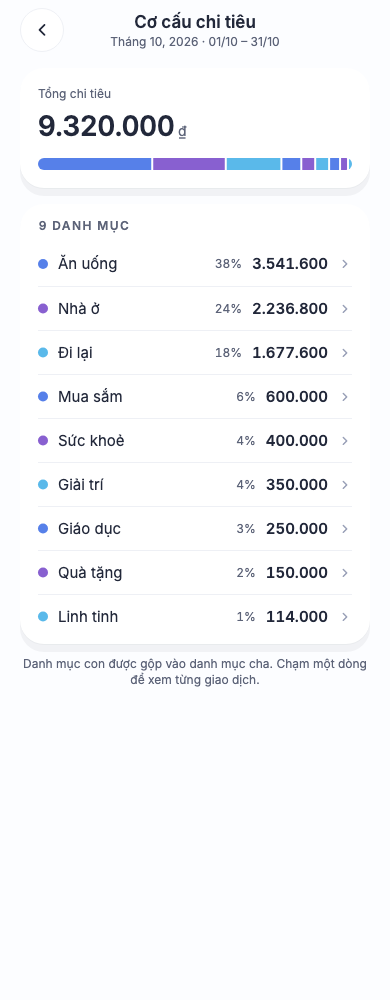 Cơ cấu chi tiêu
Tháng 10, 2026 · 01/10 – 31/10
Tổng chi tiêu
9.320.000 ₫
9 DANH MỤC
Ăn uống 38% 3.541.600
Nhà ở 24% 2.236.800
Đi lại 18% 1.677.600
Mua sắm 6% 600.000
Sức khoẻ 4% 400.000
Giải trí 4% 350.000
Giáo dục 3% 250.000
Quà tặng 2% 150.000
Linh tinh 1% 114.000
Danh mục con được gộp vào danh mục cha. Chạm một dòng
để xem từng giao dịch.